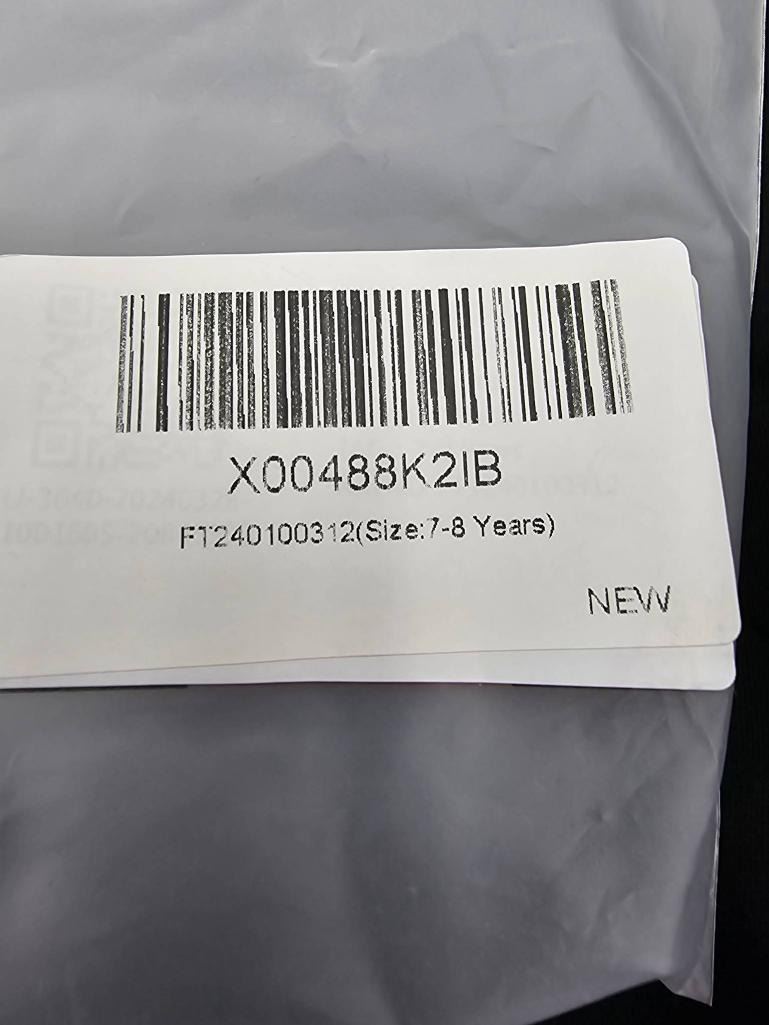 X00488K2IB
FT240100312(Size:7-8 Years)
NEW